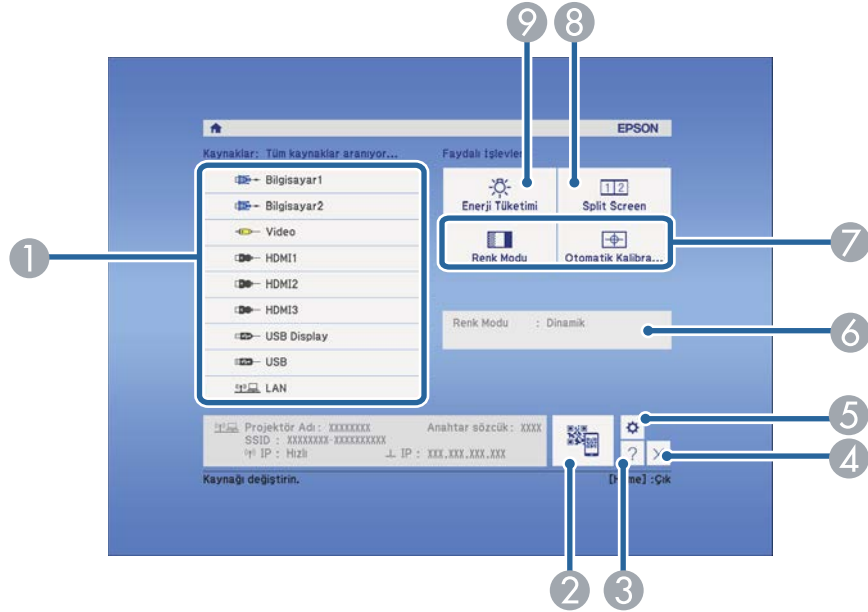 9 8
EPSON
Kaynaklar: Tüm kaynaklar aranıyor...
Faydalı İşlevler
1
Bilgisayar1
Bilgisayar2
Video
HDMI1
HDMI2
HDMI3
USB Display
USB
LAN
Enerji Tüketimi
1 2
Split Screen
Renk Modu
Otomatik Kalibra...
7
Renk Modu : Dinamik
6
Projektör Adı: XXXXXXXX Anahtar sözcük: XXXX
SSID : XXXXXXXX-XXXXXXXXXX
IP : Hızlı IP : XXX.XXX.XXX.XXX
5
?
4
Kaynağı değiştirin.
[Home] :Çık
2 3